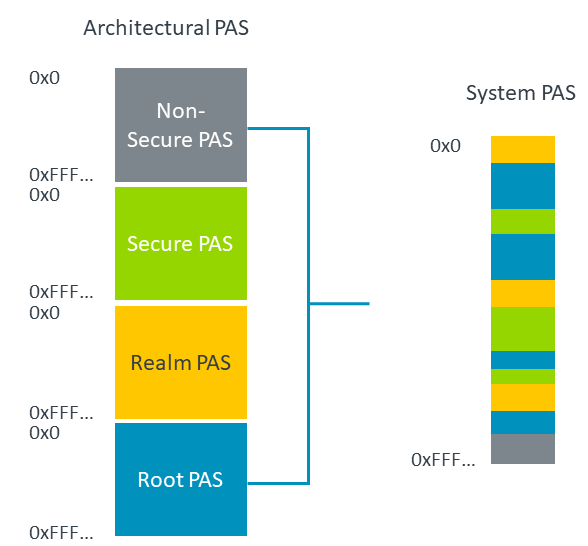 Architectural PAS
0x0
Non-
Secure PAS
0xFFF...
0x0
Secure PAS
0xFFF...
0x0
Realm PAS
0xFFF...
0x0
Root PAS
0xFFF...
System PAS
0x0
0xFFF...